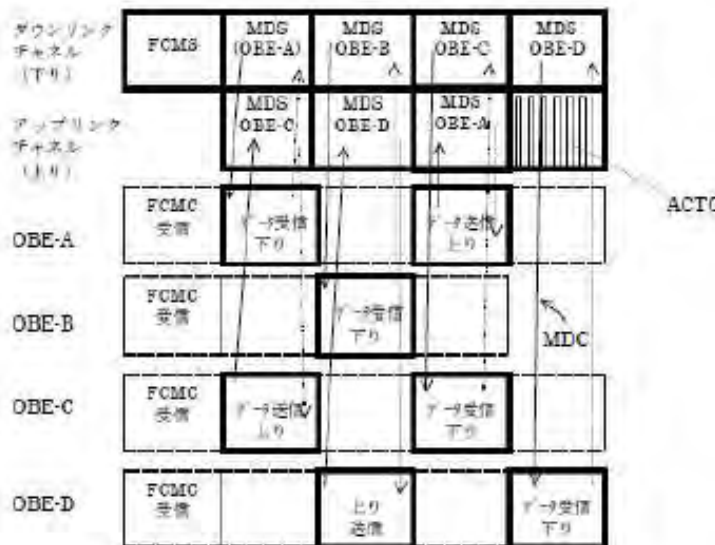 ダウンリンク
チャネル
(下り)
FCMS
MDS
(OBE-A)
MDS
OBE-B
MDS
OBE-C
MDS
OBE-D
アップリンク
チャネル
(上り)
MDS
OBE-C
MDS
OBE-D
MDS
OBE-A
ACTC
OBE-A
FCMC
受信
データ受信
下り
データ送信
上り
OBE-B
FCMC
受信
データ受信
下り
MDC
OBE-C
FCMC
受信
データ送信
上り
データ受信
下り
OBE-D
FCMC
受信
上り
送信
データ受信
下り